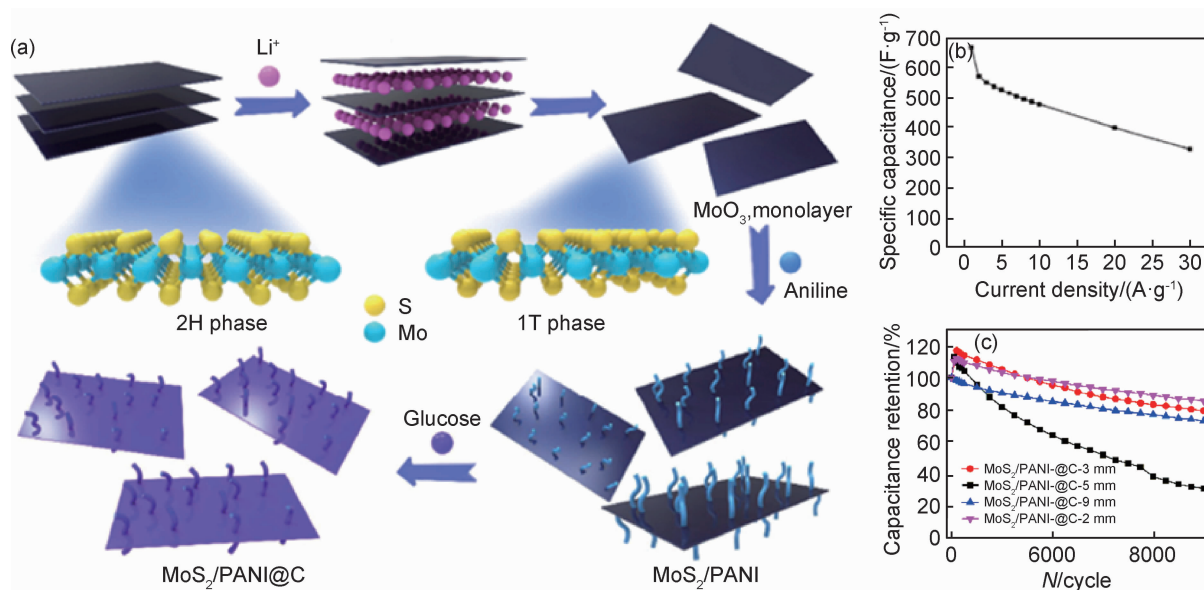 (a)
Li⁺
MoO₃,monolayer
Aniline
2H phase
S
Mo
1T phase
Glucose
MoS₂/PANI@C
MoS₂/PANI
(b)
Specific capacitance/(F·g⁻¹)
700
600
500
400
300
200
100
0
0 5 10 15 20 25 30
Current density/(A·g⁻¹)
(c)
Capacitance retention/%
120
100
80
60
40
20
0
MoS₂/PANI-@C-3 mm
MoS₂/PANI-@C-5 mm
MoS₂/PANI-@C-9 mm
MoS₂/PANI-@C-2 mm
0 6000 8000
N/cycle